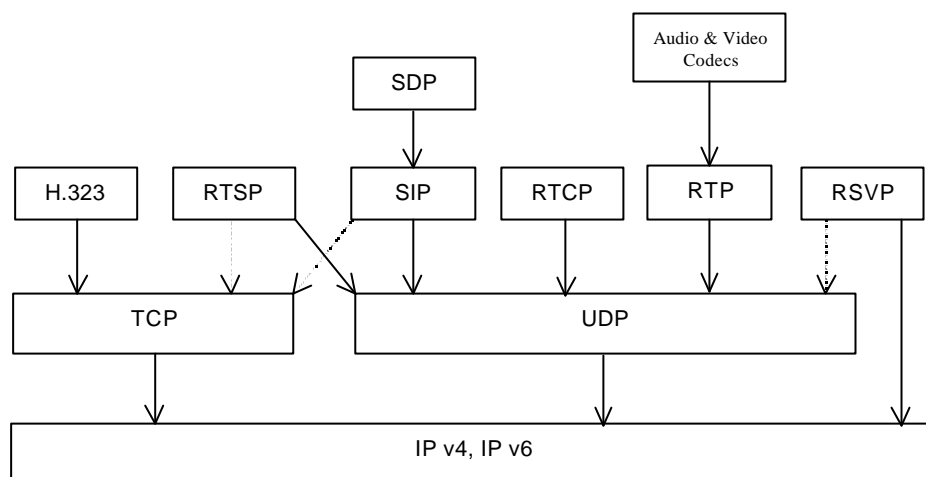 Audio & Video
Codecs
SDP
H.323
RTSP
SIP
RTCP
RTP
RSVP
TCP
UDP
IP v4, IP v6